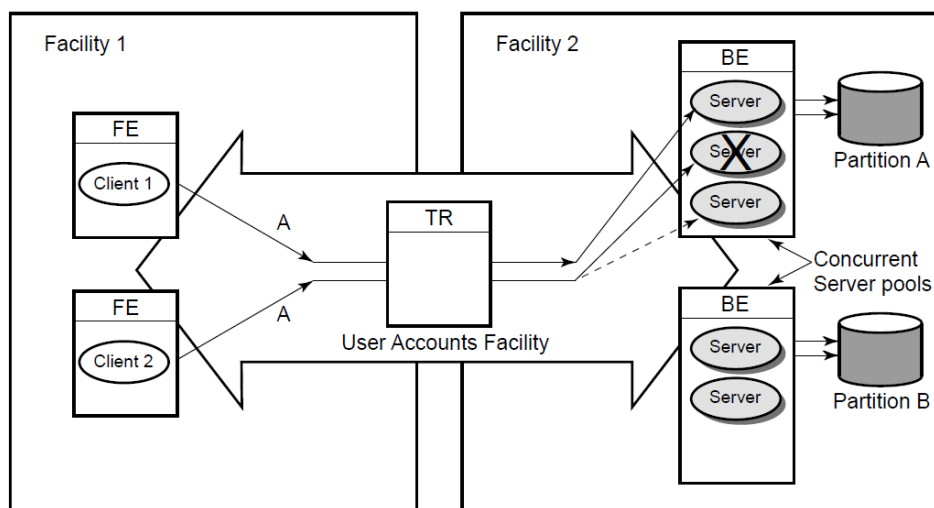 Facility 1
Facility 2
BE
Server
Server
Server
Partition A
FE
Client 1
A
TR
Concurrent
Server pools
FE
Client 2
A
User Accounts Facility
BE
Server
Server
Partition B